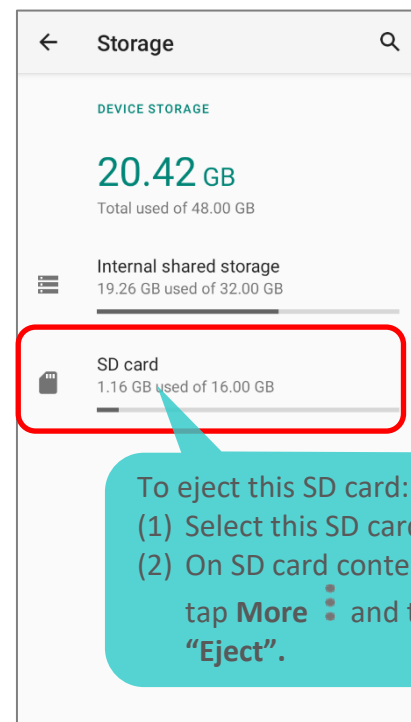 Storage
DEVICE STORAGE
20.42 GB
Total used of 48.00 GB
Internal shared storage
19.26 GB used of 32.00 GB
SD card
1.16 GB used of 16.00 GB
To eject this SD card:
(1) Select this SD
(2) On SD card
tap More and
“Eject”.